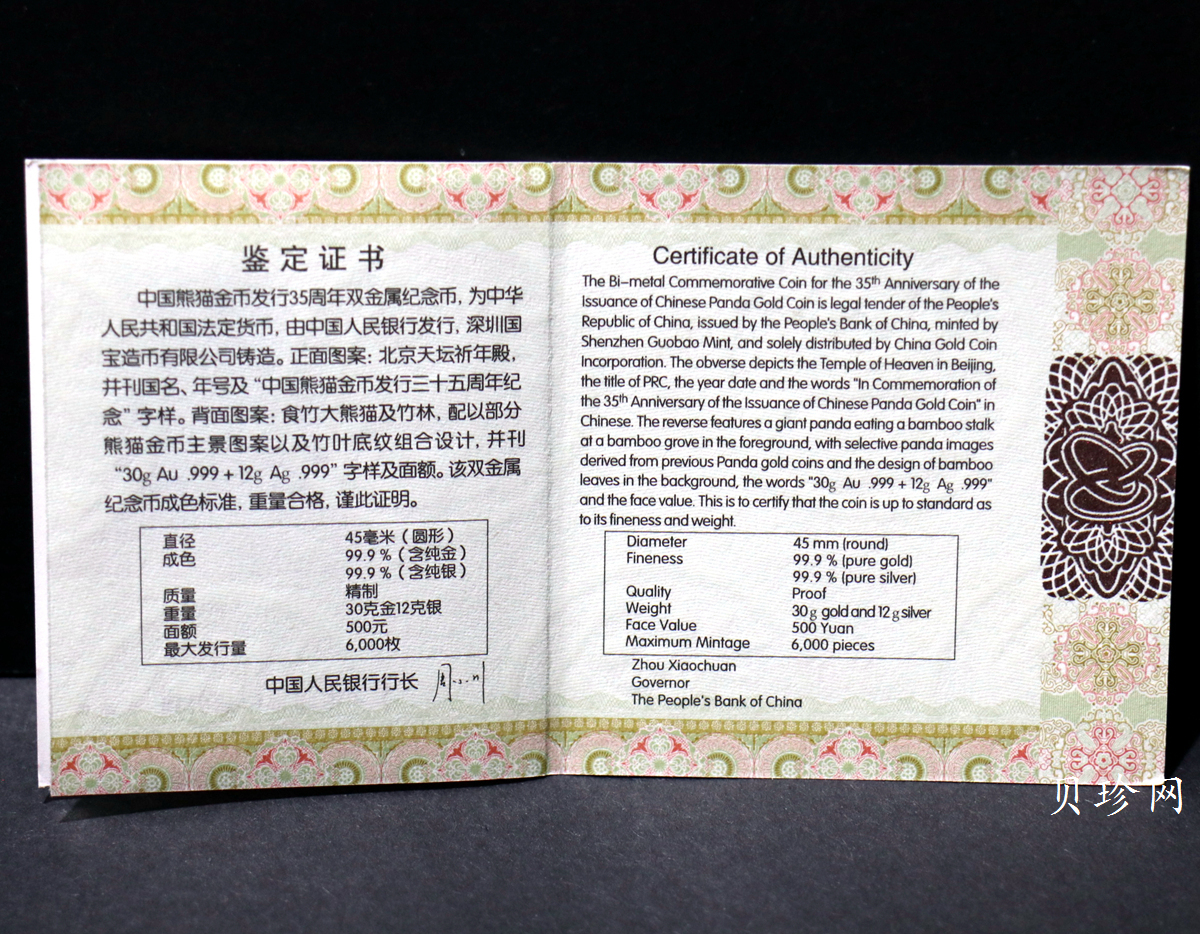 鉴定证书
中国熊猫金币发行35周年双金属纪念币，为中华
人民共和国法定货币，由中国人民银行发行，深圳国
宝造币有限公司铸造。正面图案：北京天坛祈年殿，
并刊国名、年号及“中国熊猫金币发行三十五周年纪
念”字样。背面图案：食竹大熊猫及竹林，配以部分
熊猫金币主景图案以及竹叶底纹组合设计，并刊
“30g Au .999 + 12g Ag .999”字样及面额。该双金属
纪念币成色标准，重量合格，谨此证明。
直径 45毫米（圆形）
成色 99.9％（含纯金）
99.9％（含纯银）
质量 精制
重量 30克金12克银
面额 500元
最大发行量 6,000枚
中国人民银行行长 周小川
Certificate of Authenticity
The Bi–metal Commemorative Coin for the 35th Anniversary of the
Issuance of Chinese Panda Gold Coin is legal tender of the People's
Republic of China, issued by the People's Bank of China, minted by
Shenzhen Guobao Mint, and solely distributed by China Gold Coin
Incorporation. The obverse depicts the Temple of Heaven in Beijing,
the title of PRC, the year date and the words "In Commemoration of
the 35th Anniversary of the Issuance of Chinese Panda Gold Coin" in
Chinese. The reverse features a giant panda eating a bamboo stalk
at a bamboo grove in the foreground, with selective panda images
derived from previous Panda gold coins and the design of bamboo
leaves in the background, the words "30g Au .999 + 12g Ag .999"
and the face value. This is to certify that the coin is up to standard as
to its fineness and weight.
Diameter 45 mm (round)
Fineness 99.9 % (pure gold)
99.9 % (pure silver)
Quality Proof
Weight 30 g gold and 12 g silver
Face Value 500 Yuan
Maximum Mintage 6,000 pieces
Zhou Xiaochuan
Governor
The People's Bank of China
贝珍网